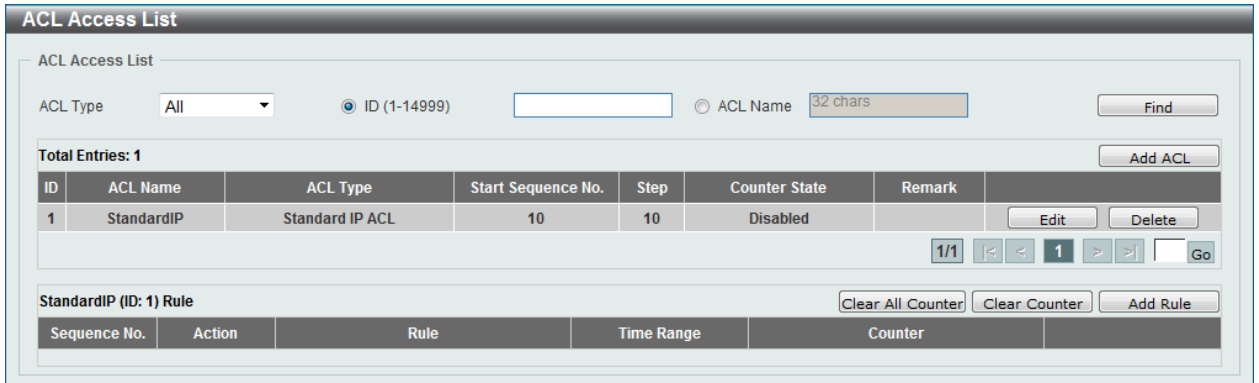 ACL Access List
ACL Access List
ACL Type All ID (1-14999) ACL Name 32 chars Find
Total Entries: 1 Add ACL
ID ACL Name ACL Type Start Sequence No. Step Counter State Remark
1 StandardIP Standard IP ACL 10 10 Disabled Edit Delete
1/1 |< < 1 > >| Go
StandardIP (ID: 1) Rule Clear All Counter Clear Counter Add Rule
Sequence No. Action Rule Time Range Counter